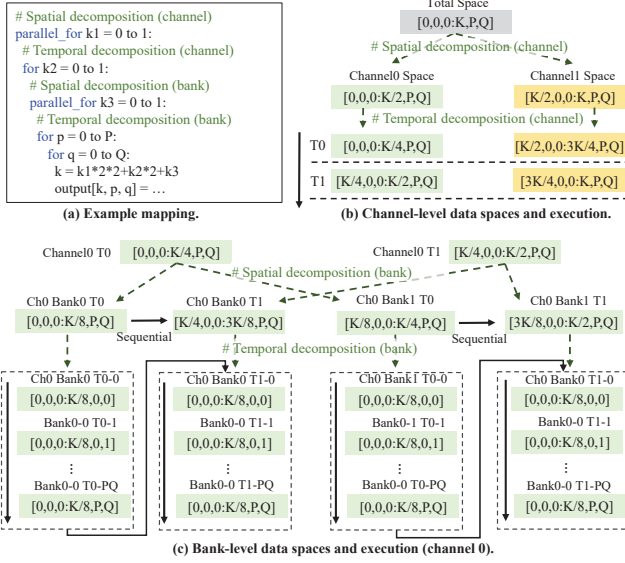 # Spatial decomposition (channel)
parallel_for k1 = 0 to 1:
# Temporal decomposition (channel)
for k2 = 0 to 1:
# Spatial decomposition (bank)
parallel_for k3 = 0 to 1:
# Temporal decomposition (bank)
for p = 0 to P:
for q = 0 to Q:
k = k1*2*2+k2*2+k3
output[k, p, q] = …
(a) Example mapping.
Total Space
[0,0,0:K,P,Q]
# Spatial decomposition (channel)
Channel0 Space
Channel1 Space
[0,0,0:K/2,P,Q]
[K/2,0,0:K,P,Q]
# Temporal decomposition (channel)
T0
[0,0,0:K/4,P,Q]
[K/2,0,0:3K/4,P,Q]
T1
[K/4,0,0:K/2,P,Q]
[3K/4,0,0:K,P,Q]
(b) Channel-level data spaces and execution.
Channel0 T0
[0,0,0:K/4,P,Q]
Channel0 T1
[K/4,0,0:K/2,P,Q]
# Spatial decomposition (bank)
Ch0 Bank0 T0
Ch0 Bank0 T1
Ch0 Bank1 T0
Ch0 Bank1 T1
[0,0,0:K/8,P,Q]
[K/4,0,0:3K/8,P,Q]
[K/8,0,0:K/4,P,Q]
[3K/8,0,0:K/2,P,Q]
Sequential
Sequential
# Temporal decomposition (bank)
Ch0 Bank0 T0-0
[0,0,0:K/8,0,0]
Bank0-0 T0-1
[0,0,0:K/8,0,1]
⋮
Bank0-0 T0-PQ
[0,0,0:K/8,P,Q]
Ch0 Bank0 T1-0
[0,0,0:K/8,0,0]
Bank0-0 T1-1
[0,0,0:K/8,0,1]
⋮
Bank0-0 T1-PQ
[0,0,0:K/8,P,Q]
Ch0 Bank1 T0-0
[0,0,0:K/8,0,0]
Bank0-1 T0-1
[0,0,0:K/8,0,1]
⋮
Bank0-0 T0-PQ
[0,0,0:K/8,P,Q]
Ch0 Bank0 T1-0
[0,0,0:K/8,0,0]
Bank0-0 T1-1
[0,0,0:K/8,0,1]
⋮
Bank0-0 T1-PQ
[0,0,0:K/8,P,Q]
(c) Bank-level data spaces and execution (channel 0).